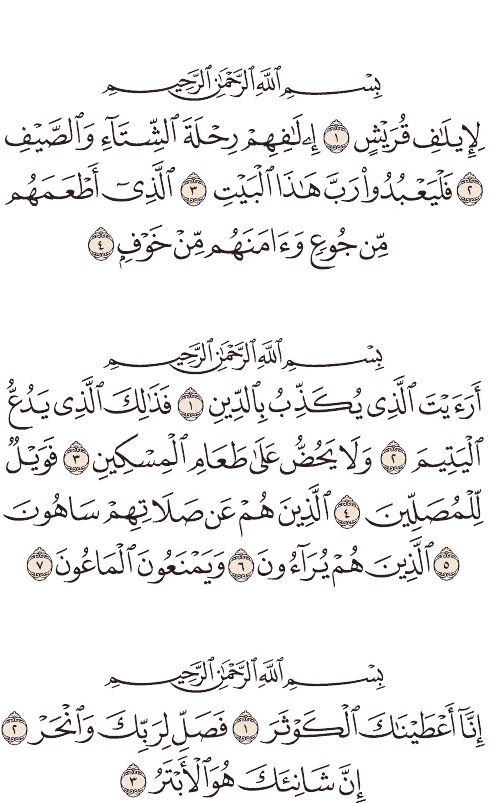 بِسْمِ ٱللَّهِ ٱلرَّحْمَٰنِ ٱلرَّحِيمِ
لِإِيلَٰفِ قُرَيْشٍ ١ إِۦلَٰفِهِمْ رِحْلَةَ ٱلشِّتَآءِ وَٱلصَّيْفِ
٢ فَلْيَعْبُدُوا۟ رَبَّ هَٰذَا ٱلْبَيْتِ ٣ ٱلَّذِىٓ أَطْعَمَهُم
مِّن جُوعٍ وَءَامَنَهُم مِّنْ خَوْفٍۭ ٤
بِسْمِ ٱللَّهِ ٱلرَّحْمَٰنِ ٱلرَّحِيمِ
أَرَءَيْتَ ٱلَّذِى يُكَذِّبُ بِٱلدِّينِ ١ فَذَٰلِكَ ٱلَّذِى يَدُعُّ
ٱلْيَتِيمَ ٢ وَلَا يَحُضُّ عَلَىٰ طَعَامِ ٱلْمِسْكِينِ ٣ فَوَيْلٌ
لِّلْمُصَلِّينَ ٤ ٱلَّذِينَ هُمْ عَن صَلَاتِهِمْ سَاهُونَ
٥ ٱلَّذِينَ هُمْ يُرَآءُونَ ٦ وَيَمْنَعُونَ ٱلْمَاعُونَ ٧
بِسْمِ ٱللَّهِ ٱلرَّحْمَٰنِ ٱلرَّحِيمِ
إِنَّآ أَعْطَيْنَٰكَ ٱلْكَوْثَرَ ١ فَصَلِّ لِرَبِّكَ وَٱنْحَرْ ٢
إِنَّ شَانِئَكَ هُوَ ٱلْأَبْتَرُ ٣